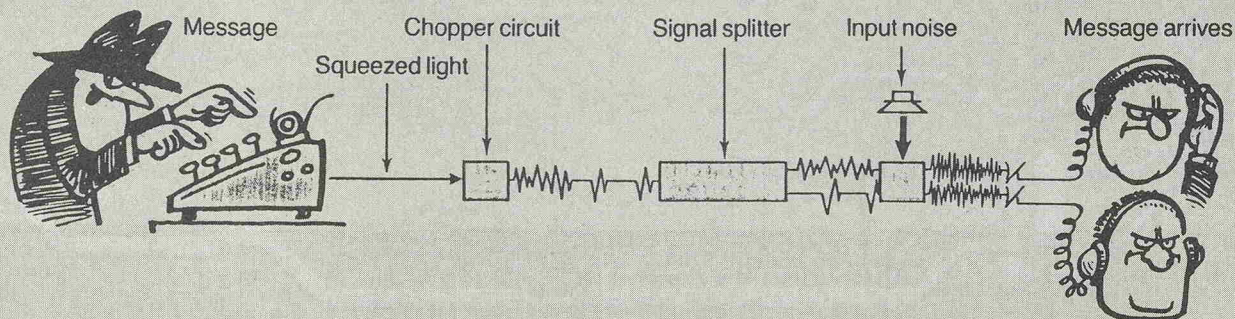 Message
Chopper circuit
Signal splitter
Input noise
Message arrives
Squeezed light